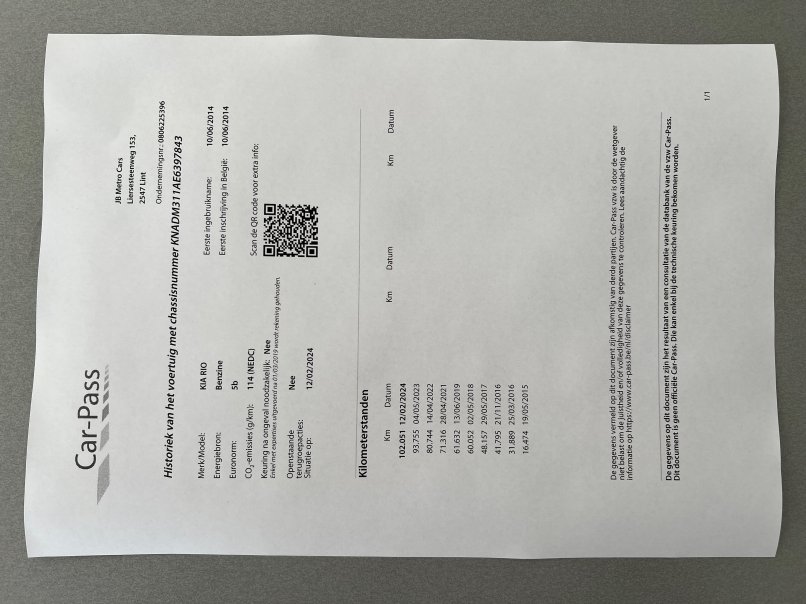 Car-Pass
JB Metro Cars
Liersesteenweg 153,
2547 Lint
Ondernemingsnr.: 0806225396
Historiek van het voertuig met chassisnummer KNADM311AE6397843
Merk/Model: KIA RIO
Eerste ingebruikname: 10/06/2014
Energiebron: Benzine
Eerste inschrijving in België: 10/06/2014
Euronorm: 5b
CO2-emissies (g/km): 114 (NEDC)
Scan de QR code voor extra info:
Keuring na ongeval noodzakelijk: Nee
Enkel met expertises uitgevoerd na 01/03/2019 wordt rekening gehouden.
Openstaande
terugroepacties: Nee
Situatie op: 12/02/2024
Kilometerstanden
Km Datum Km Datum Km Datum
102.051 12/02/2024
93.755 04/05/2023
80.744 14/04/2022
71.316 28/04/2021
61.632 13/06/2019
60.052 02/05/2018
48.157 29/05/2017
41.795 21/11/2016
31.889 25/03/2016
16.474 19/05/2015
De gegevens vermeld op dit document zijn afkomstig van derde partijen. Car-Pass vzw is door de wetgever
niet belast om de juistheid en/of volledigheid van deze gegevens te controleren. Lees aandachtig de
informatie op https://www.car-pass.be/nl/disclaimer
De gegevens op dit document zijn het resultaat van een consultatie van de databank van de vzw Car-Pass.
Dit document is geen officiële Car-Pass. Die kan enkel bij de technische keuring bekomen worden.
1/1